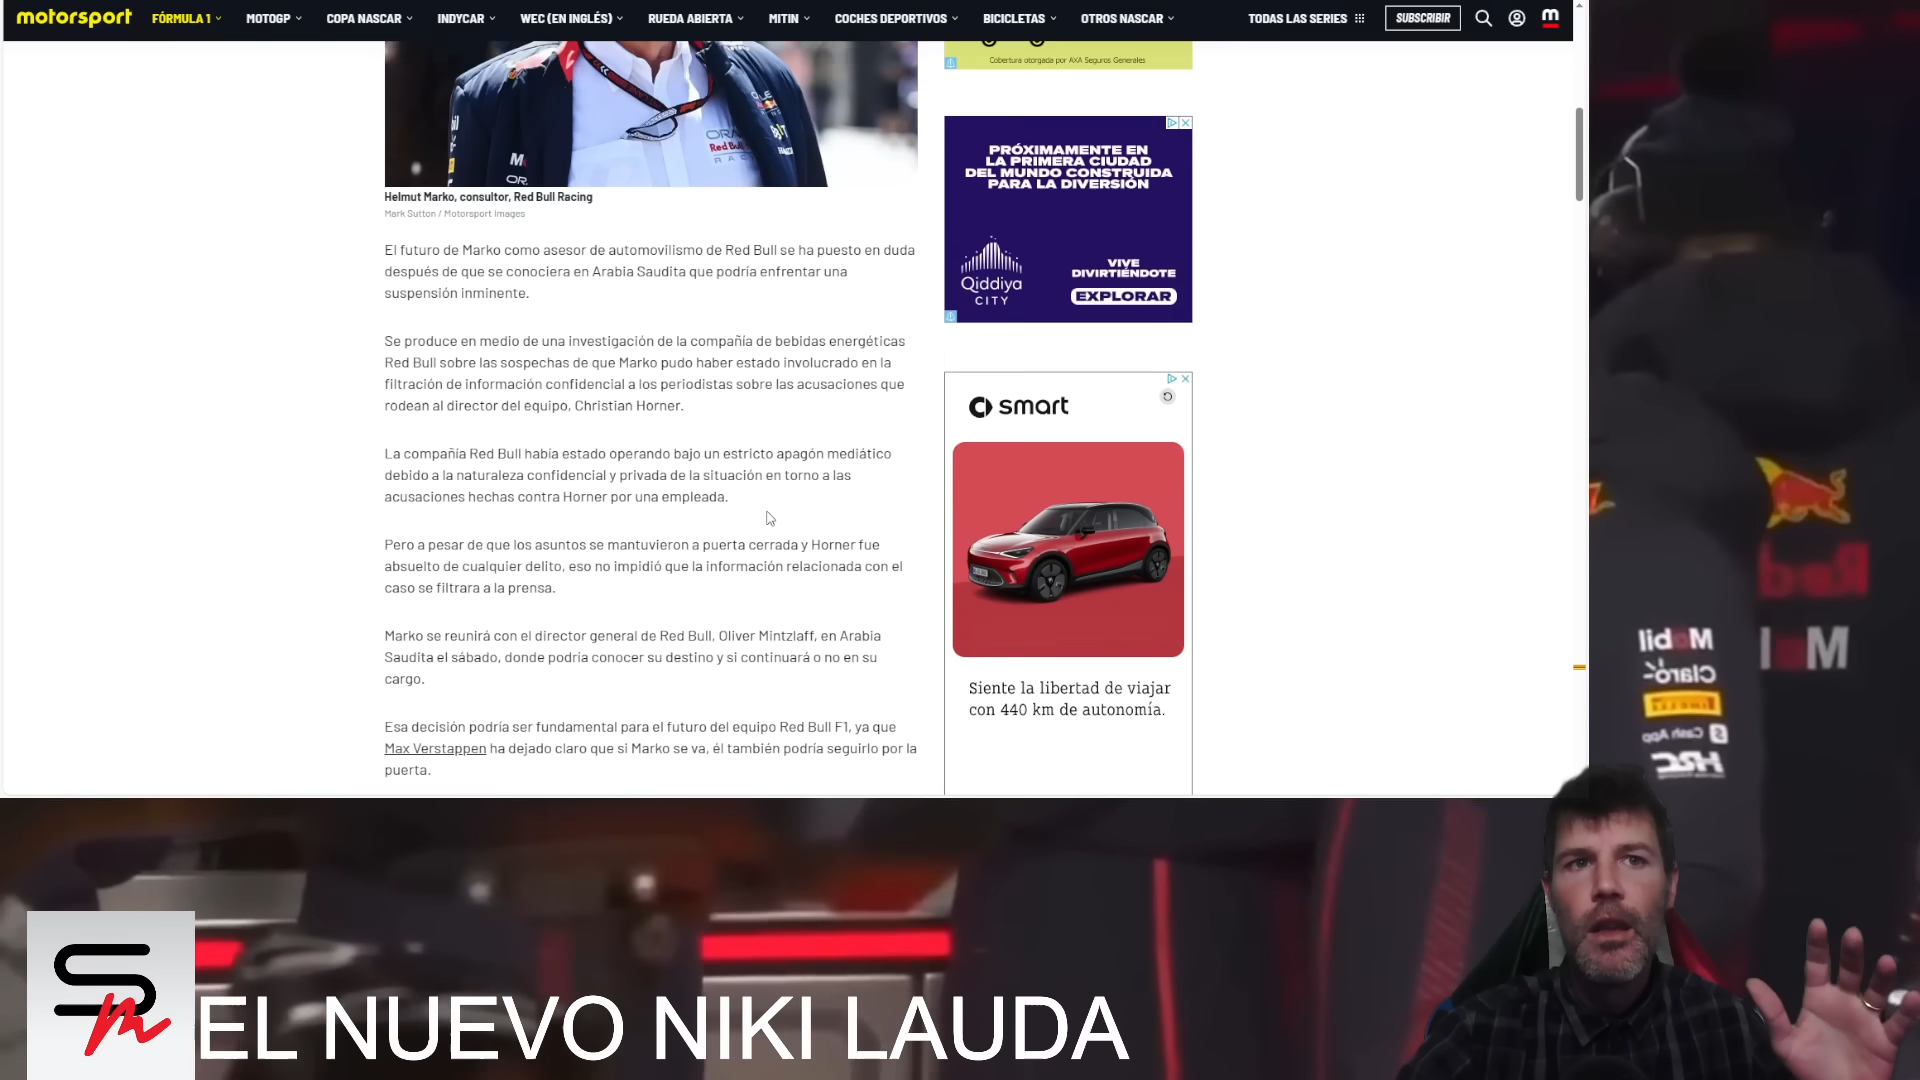 motorsport
FÓRMULA 1
MOTOGP
COPA NASCAR
INDYCAR
WEC (EN INGLÉS)
RUEDA ABIERTA
MITIN
COCHES DEPORTIVOS
BICICLETAS
OTROS NASCAR
TODAS LAS SERIES
SUBSCRIBIR
m
Cobertura otorgada por AXA Seguros Generales
Helmut Marko, consultor, Red Bull Racing
Mark Sutton / Motorsport Images
El futuro de Marko como asesor de automovilismo de Red Bull se ha puesto en duda
después de que se conociera en Arabia Saudita que podría enfrentar una
suspensión inminente.
Se produce en medio de una investigación de la compañía de bebidas energéticas
Red Bull sobre las sospechas de que Marko pudo haber estado involucrado en la
filtración de información confidencial a los periodistas sobre las acusaciones que
rodean al director del equipo, Christian Horner.
La compañía Red Bull había estado operando bajo un estricto apagón mediático
debido a la naturaleza confidencial y privada de la situación en torno a las
acusaciones hechas contra Horner por una empleada.
Pero a pesar de que los asuntos se mantuvieron a puerta cerrada y Horner fue
absuelto de cualquier delito, eso no impidió que la información relacionada con el
caso se filtrara a la prensa.
Marko se reunirá con el director general de Red Bull, Oliver Mintzlaff, en Arabia
Saudita el sábado, donde podría conocer su destino y si continuará o no en su
cargo.
Esa decisión podría ser fundamental para el futuro del equipo Red Bull F1, ya que
Max Verstappen ha dejado claro que si Marko se va, él también podría seguirlo por la
puerta.
PRÓXIMAMENTE EN
LA PRIMERA CIUDAD
DEL MUNDO CONSTRUIDA
PARA LA DIVERSIÓN
Qiddiya
CITY
VIVE
DIVIRTIÉNDOTE
EXPLORAR
smart
Siente la libertad de viajar
con 440 km de autonomía.
ORACLE
Red Bull
RAC
Red
Mobil
Claro
M
Cash App
HRC
Sm
EL NUEVO NIKI LAUDA